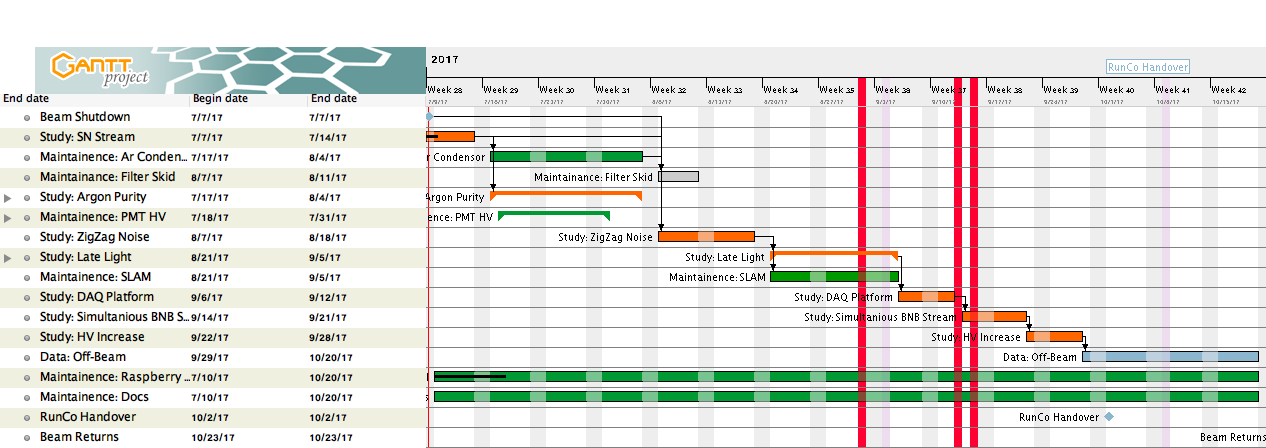 GANTT
project
2017
RunCo Handover
Week 28 Week 29 Week 30 Week 31 Week 32 Week 33 Week 34 Week 35 Week 36 Week 37 Week 38 Week 39 Week 40 Week 41 Week 42
7/9/17 7/16/17 7/23/17 7/30/17 8/6/17 8/13/17 8/20/17 8/27/17 9/3/17 9/10/17 9/17/17 9/24/17 10/1/17 10/8/17 10/15/17
End date Begin date End date
Beam Shutdown 7/7/17 7/7/17
Study: SN Stream 7/7/17 7/14/17
Maintainence: Ar Conden... 7/17/17 8/4/17 r Condensor
Maintainance: Filter Skid 8/7/17 8/11/17 Maintainance: Filter Skid
Study: Argon Purity 7/17/17 8/4/17 Argon Purity
Maintainence: PMT HV 7/18/17 7/31/17 ence: PMT HV
Study: ZigZag Noise 8/7/17 8/18/17 Study: ZigZag Noise
Study: Late Light 8/21/17 9/5/17 Study: Late Light
Maintainence: SLAM 8/21/17 9/5/17 Maintainence: SLAM
Study: DAQ Platform 9/6/17 9/12/17 Study: DAQ Platform
Study: Simultanious BNB S... 9/14/17 9/21/17 Study: Simultanious BNB Stream
Study: HV Increase 9/22/17 9/28/17 Study: HV Increase
Data: Off-Beam 9/29/17 10/20/17 Data: Off-Beam
Maintainence: Raspberry ... 7/10/17 10/20/17
Maintainence: Docs 7/10/17 10/20/17
RunCo Handover 10/2/17 10/2/17 RunCo Handover
Beam Returns 10/23/17 10/23/17 Beam Returns